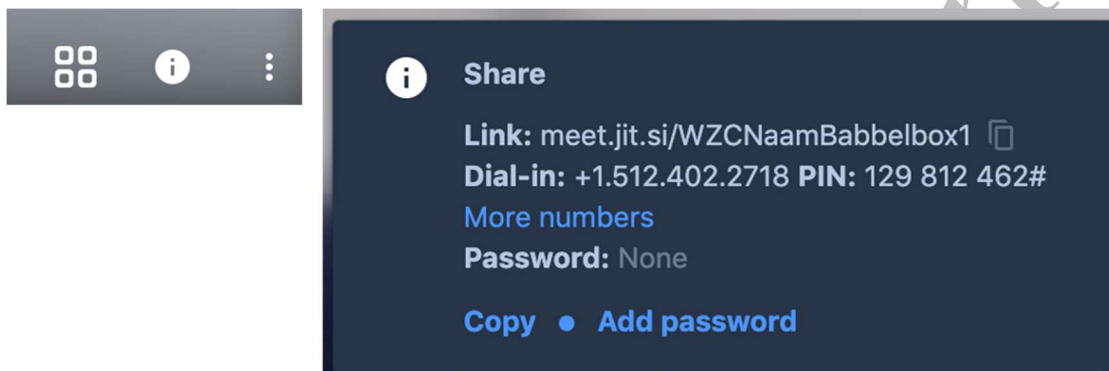 Share
Link: meet.jit.si/WZCNaamBabbelbox1
Dial-in: +1.512.402.2718 PIN: 129 812 462#
More numbers
Password: None
Copy • Add password